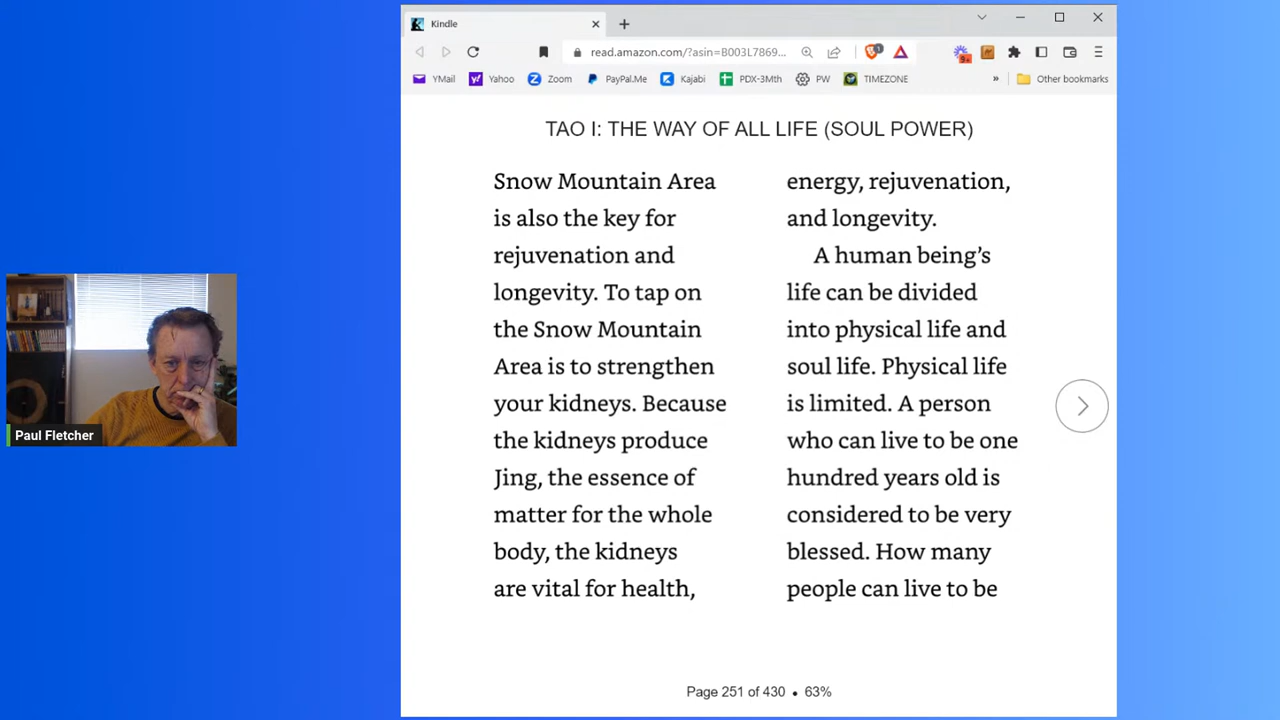 Kindle
read.amazon.com/?asin=B003L7869...
1
9+
YMail
Yahoo
Zoom
PayPal.Me
Kajabi
PDX-3Mth
PW
TIMEZONE
»
Other bookmarks
TAO I: THE WAY OF ALL LIFE (SOUL POWER)
Snow Mountain Area
is also the key for
rejuvenation and
longevity. To tap on
the Snow Mountain
Area is to strengthen
your kidneys. Because
the kidneys produce
Jing, the essence of
matter for the whole
body, the kidneys
are vital for health,
energy, rejuvenation,
and longevity.
A human being’s
life can be divided
into physical life and
soul life. Physical life
is limited. A person
who can live to be one
hundred years old is
considered to be very
blessed. How many
people can live to be
Page 251 of 430 • 63%
Paul Fletcher